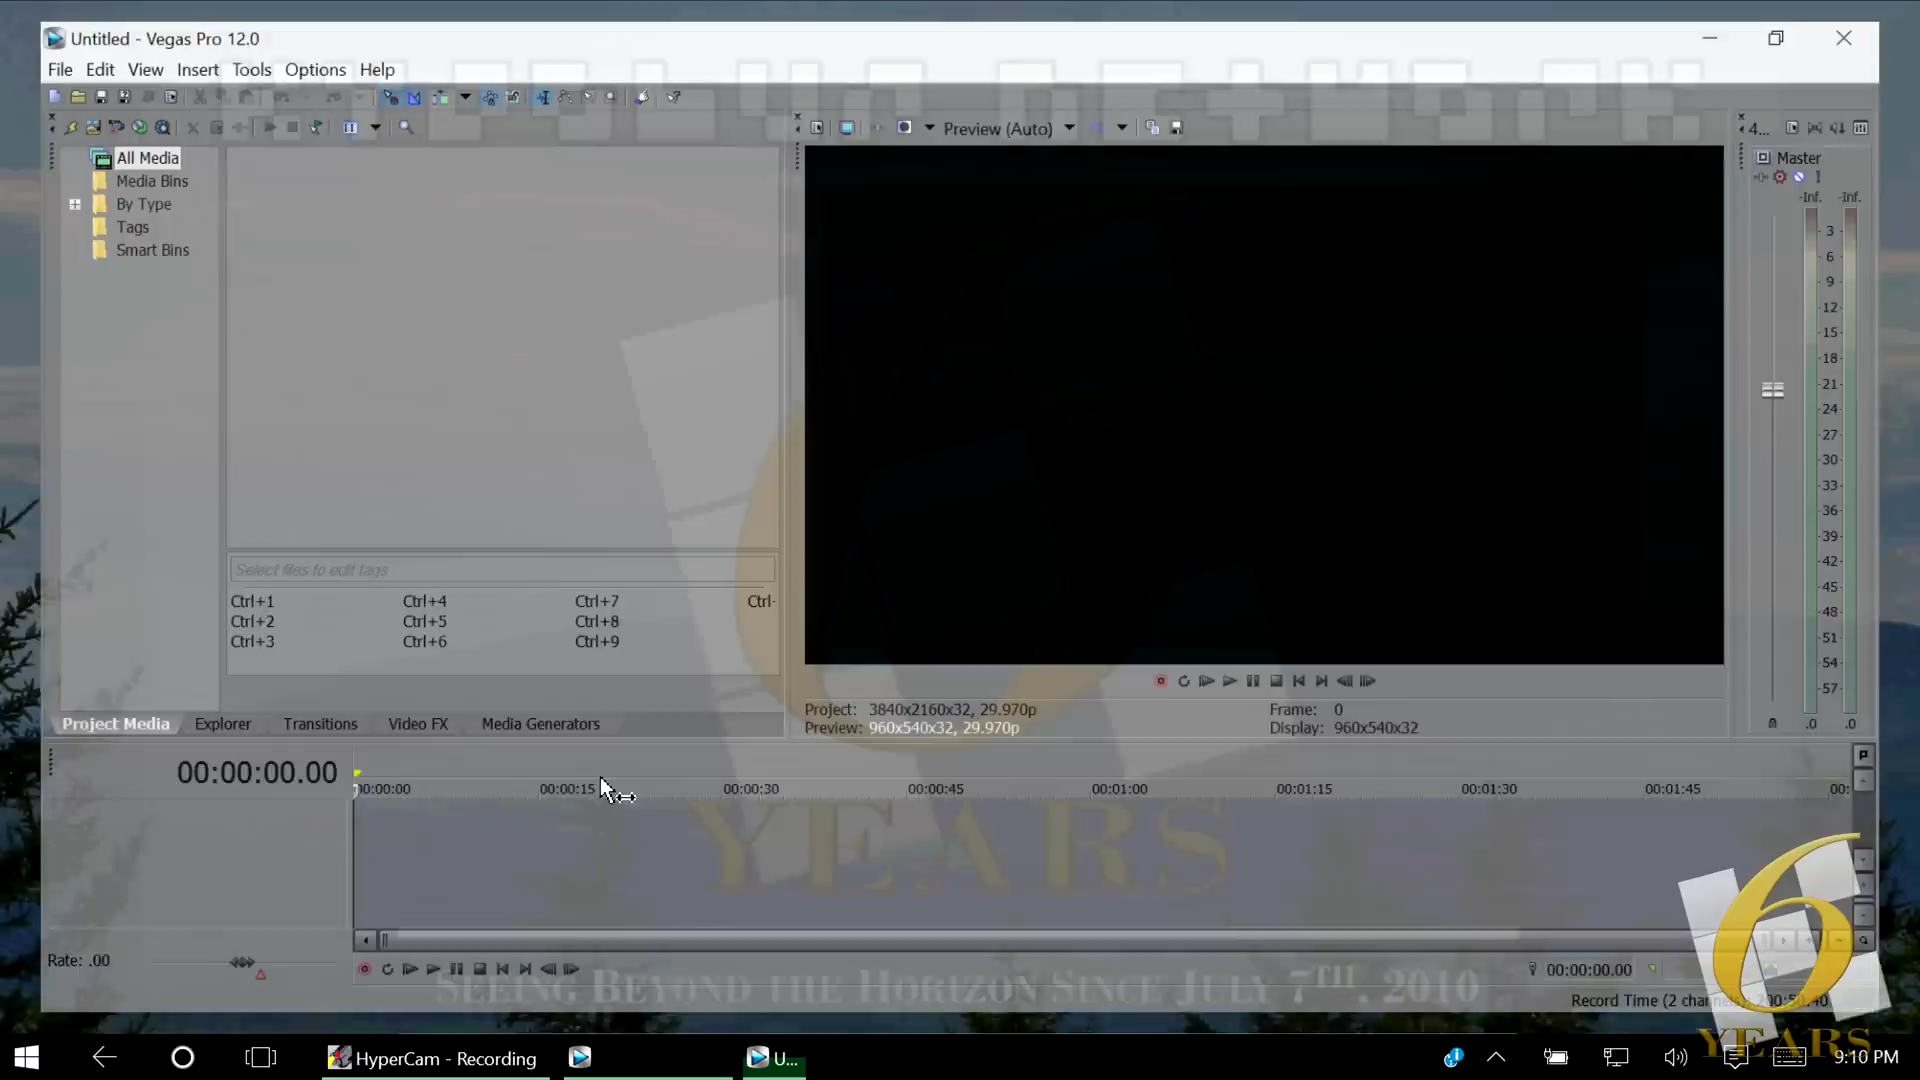 Untitled - Vegas Pro 12.0
File Edit View Insert Tools Options Help
Preview (Auto)
4...
All Media
Media Bins
By Type
Tags
Smart Bins
Master
-Inf. -Inf.
3
6
9
12
15
18
21
24
27
30
33
36
39
42
45
48
51
54
57
.0 .0
Select files to edit tags
Ctrl+1 Ctrl+4 Ctrl+7 Ctrl-
Ctrl+2 Ctrl+5 Ctrl+8
Ctrl+3 Ctrl+6 Ctrl+9
Project Media Explorer Transitions Video FX Media Generators
Project: 3840x2160x32, 29.970p Frame: 0
Preview: 960x540x32, 29.970p Display: 960x540x32
00:00:00.00
00:00:00 00:00:15 00:00:30 00:00:45 00:01:00 00:01:15 00:01:30 00:01:45 00:
6
YEARS
YEARS
Rate: .00
00:00:00.00
Seeing Beyond the Horizon Since July 7th, 2010
Record Time (2 channels):
6
YEARS
HyperCam - Recording
U...
9:10 PM